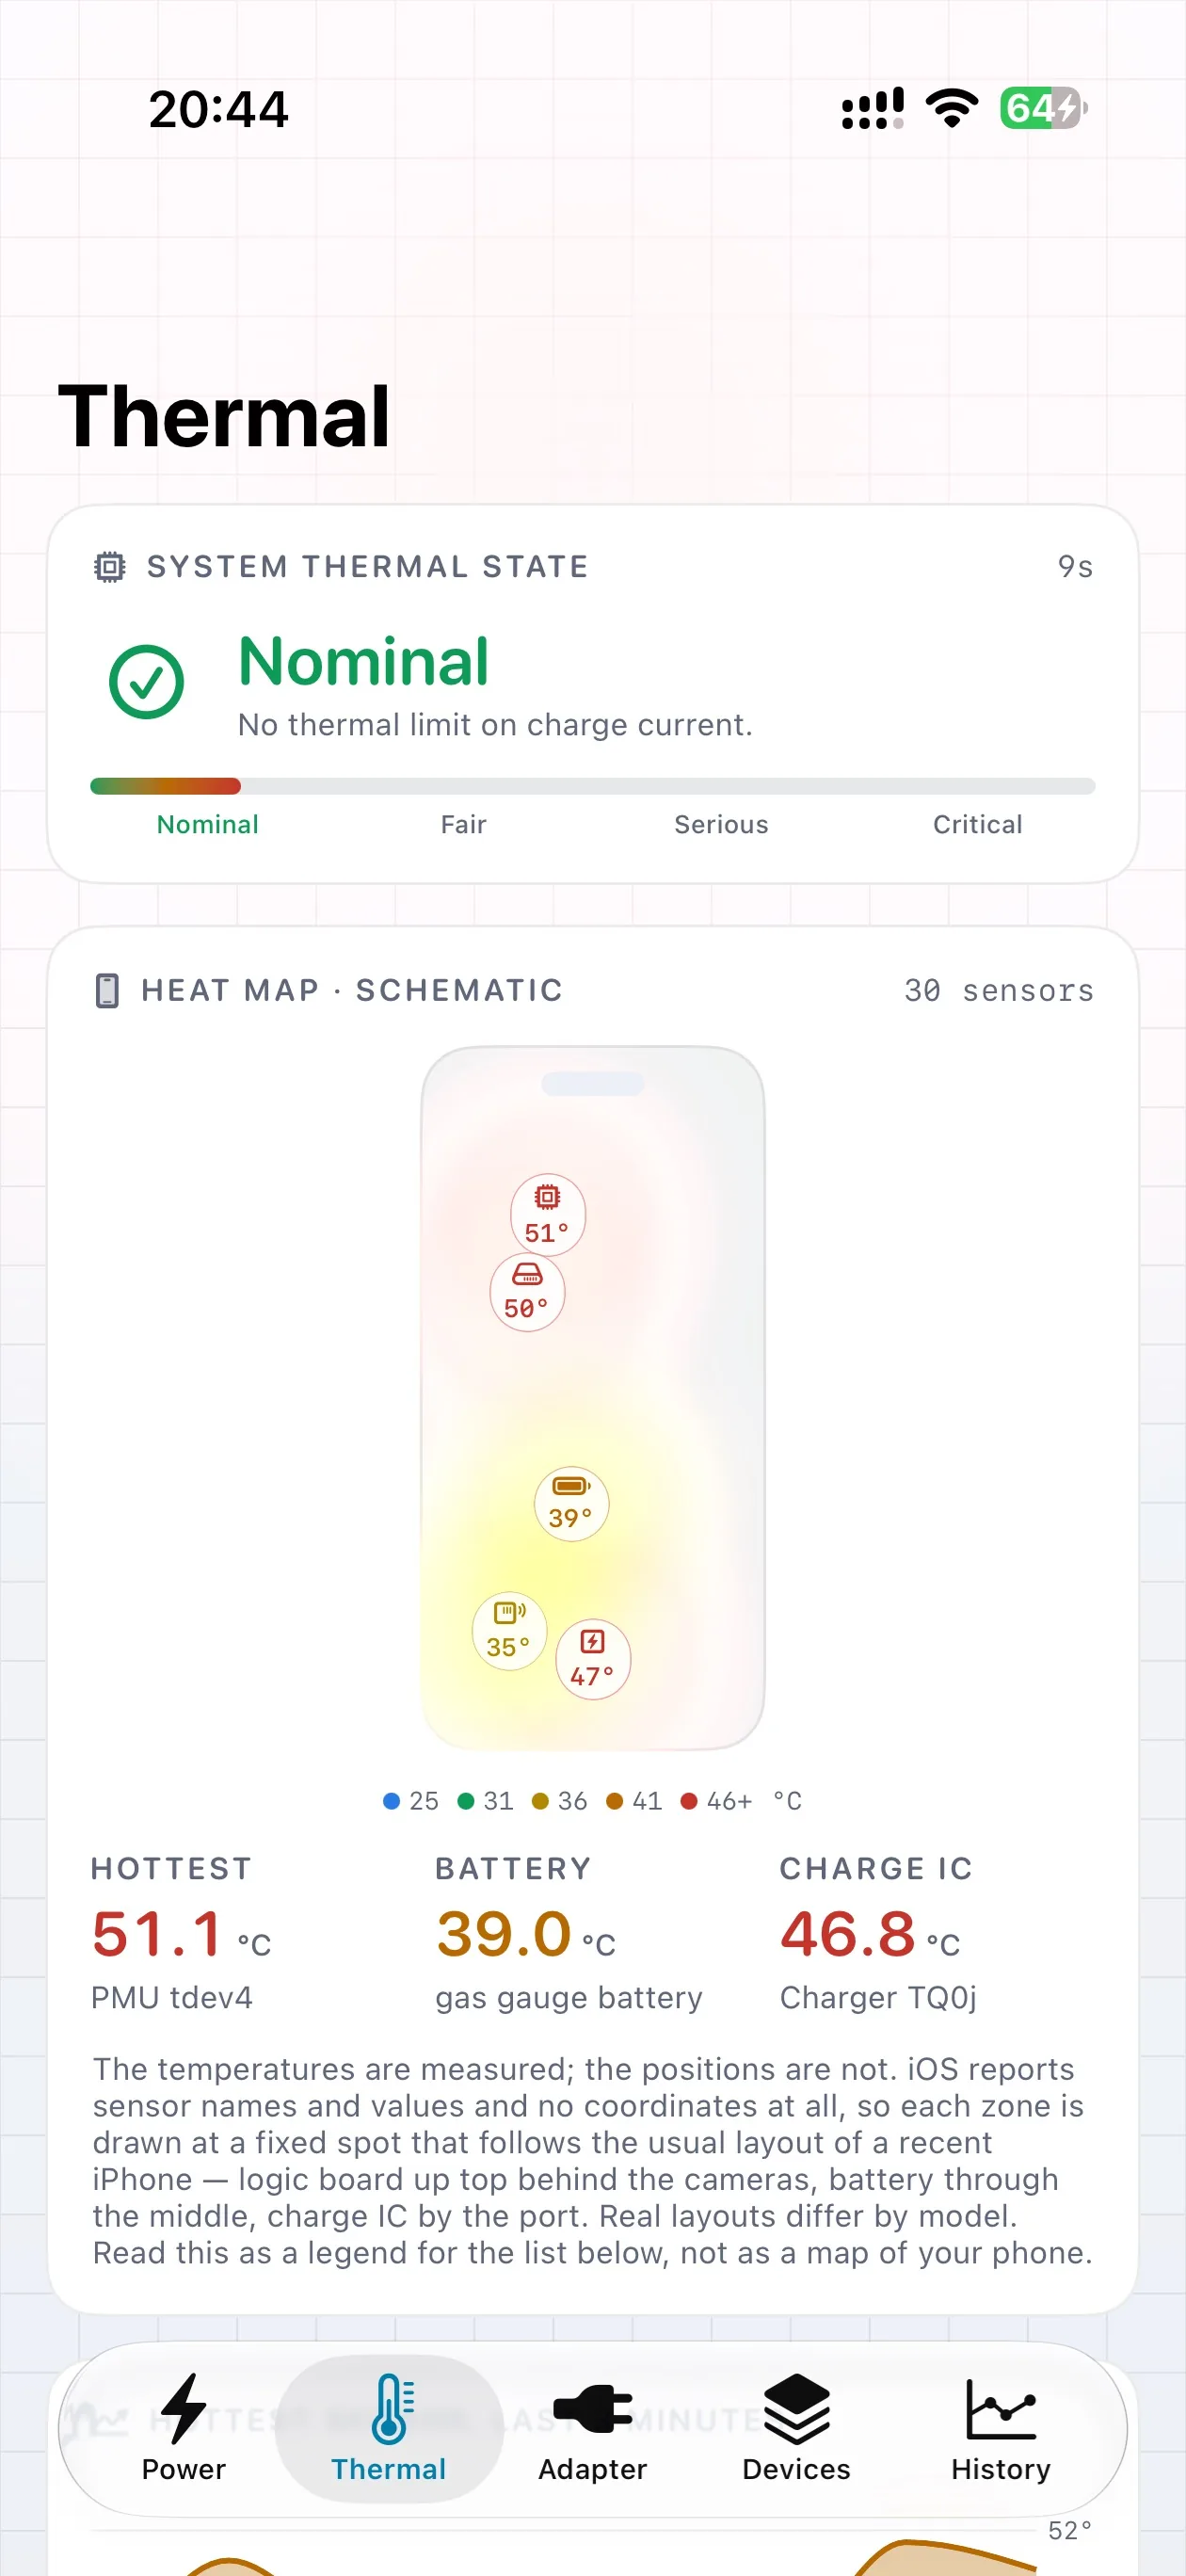 20:44
64
Thermal
SYSTEM THERMAL STATE
9s
Nominal
No thermal limit on charge current.
Nominal Fair Serious Critical
HEAT MAP · SCHEMATIC
30 sensors
51°
50°
39°
35°
47°
25 31 36 41 46+ °C
HOTTEST BATTERY CHARGE IC
51.1 °C 39.0 °C 46.8 °C
PMU tdev4 gas gauge battery Charger TQ0j
The temperatures are measured; the positions are not. iOS reports
sensor names and values and no coordinates at all, so each zone is
drawn at a fixed spot that follows the usual layout of a recent
iPhone — logic board up top behind the cameras, battery through
the middle, charge IC by the port. Real layouts differ by model.
Read this as a legend for the list below, not as a map of your phone.
HOTTEST LAST MINUTE
Power Thermal Adapter Devices History
52°